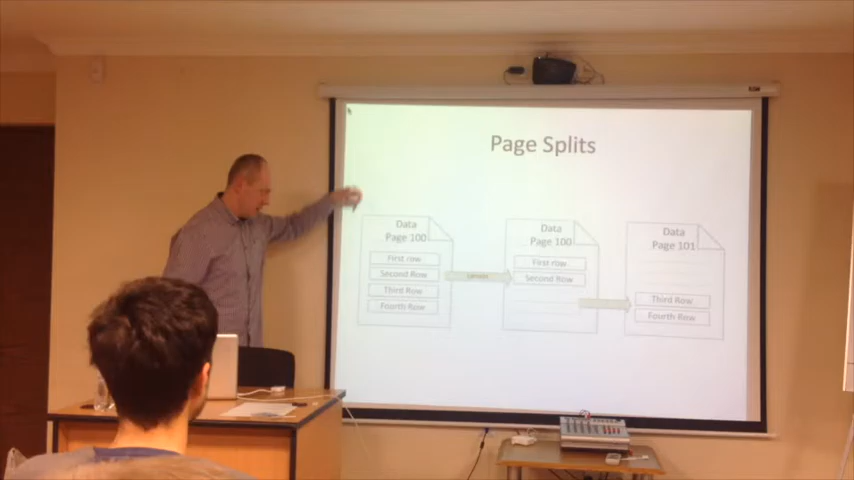 Page Splits
Data
Page 100
First row
Second Row
Third Row
Fourth Row
Data
Page 100
First row
Second Row
Data
Page 101
Third Row
Fourth Row